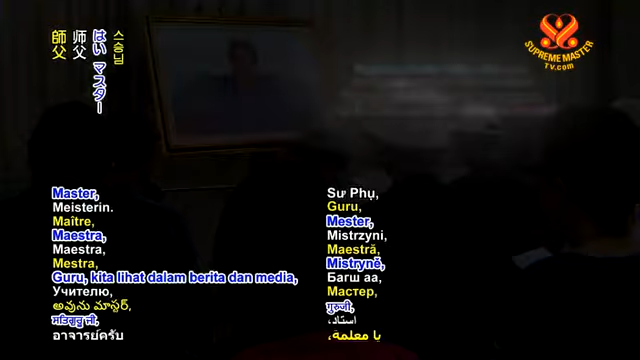 師父
师父
はい マスター
스승님
SUPREME MASTER
TV.com
Master,
Meisterin.
Maître,
Maestra,
Maestra,
Mestra,
Guru, kita lihat dalam berita dan media,
Учителю,
అవును మాస్టర్,
ਸਤਿਗੁਰੂ ਜੀ,
อาจารย์ครับ
Sư Phụ,
Guru,
Mester,
Mistrzyni,
Maestră,
Mistryně,
Багш аа,
Мастер,
गुरुजी,
استاد،
يا معلمة،